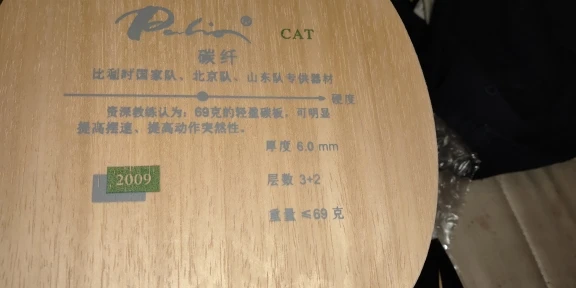 Palio®
CAT
碳纤
比利时国家队、北京队、山东队专供器材
硬度
资深教练认为:69克的轻量碳板,可明显
提高摆速、提高动作突然性。
厚度 6.0 mm
2009
层数 3+2
重量 ≤69 克